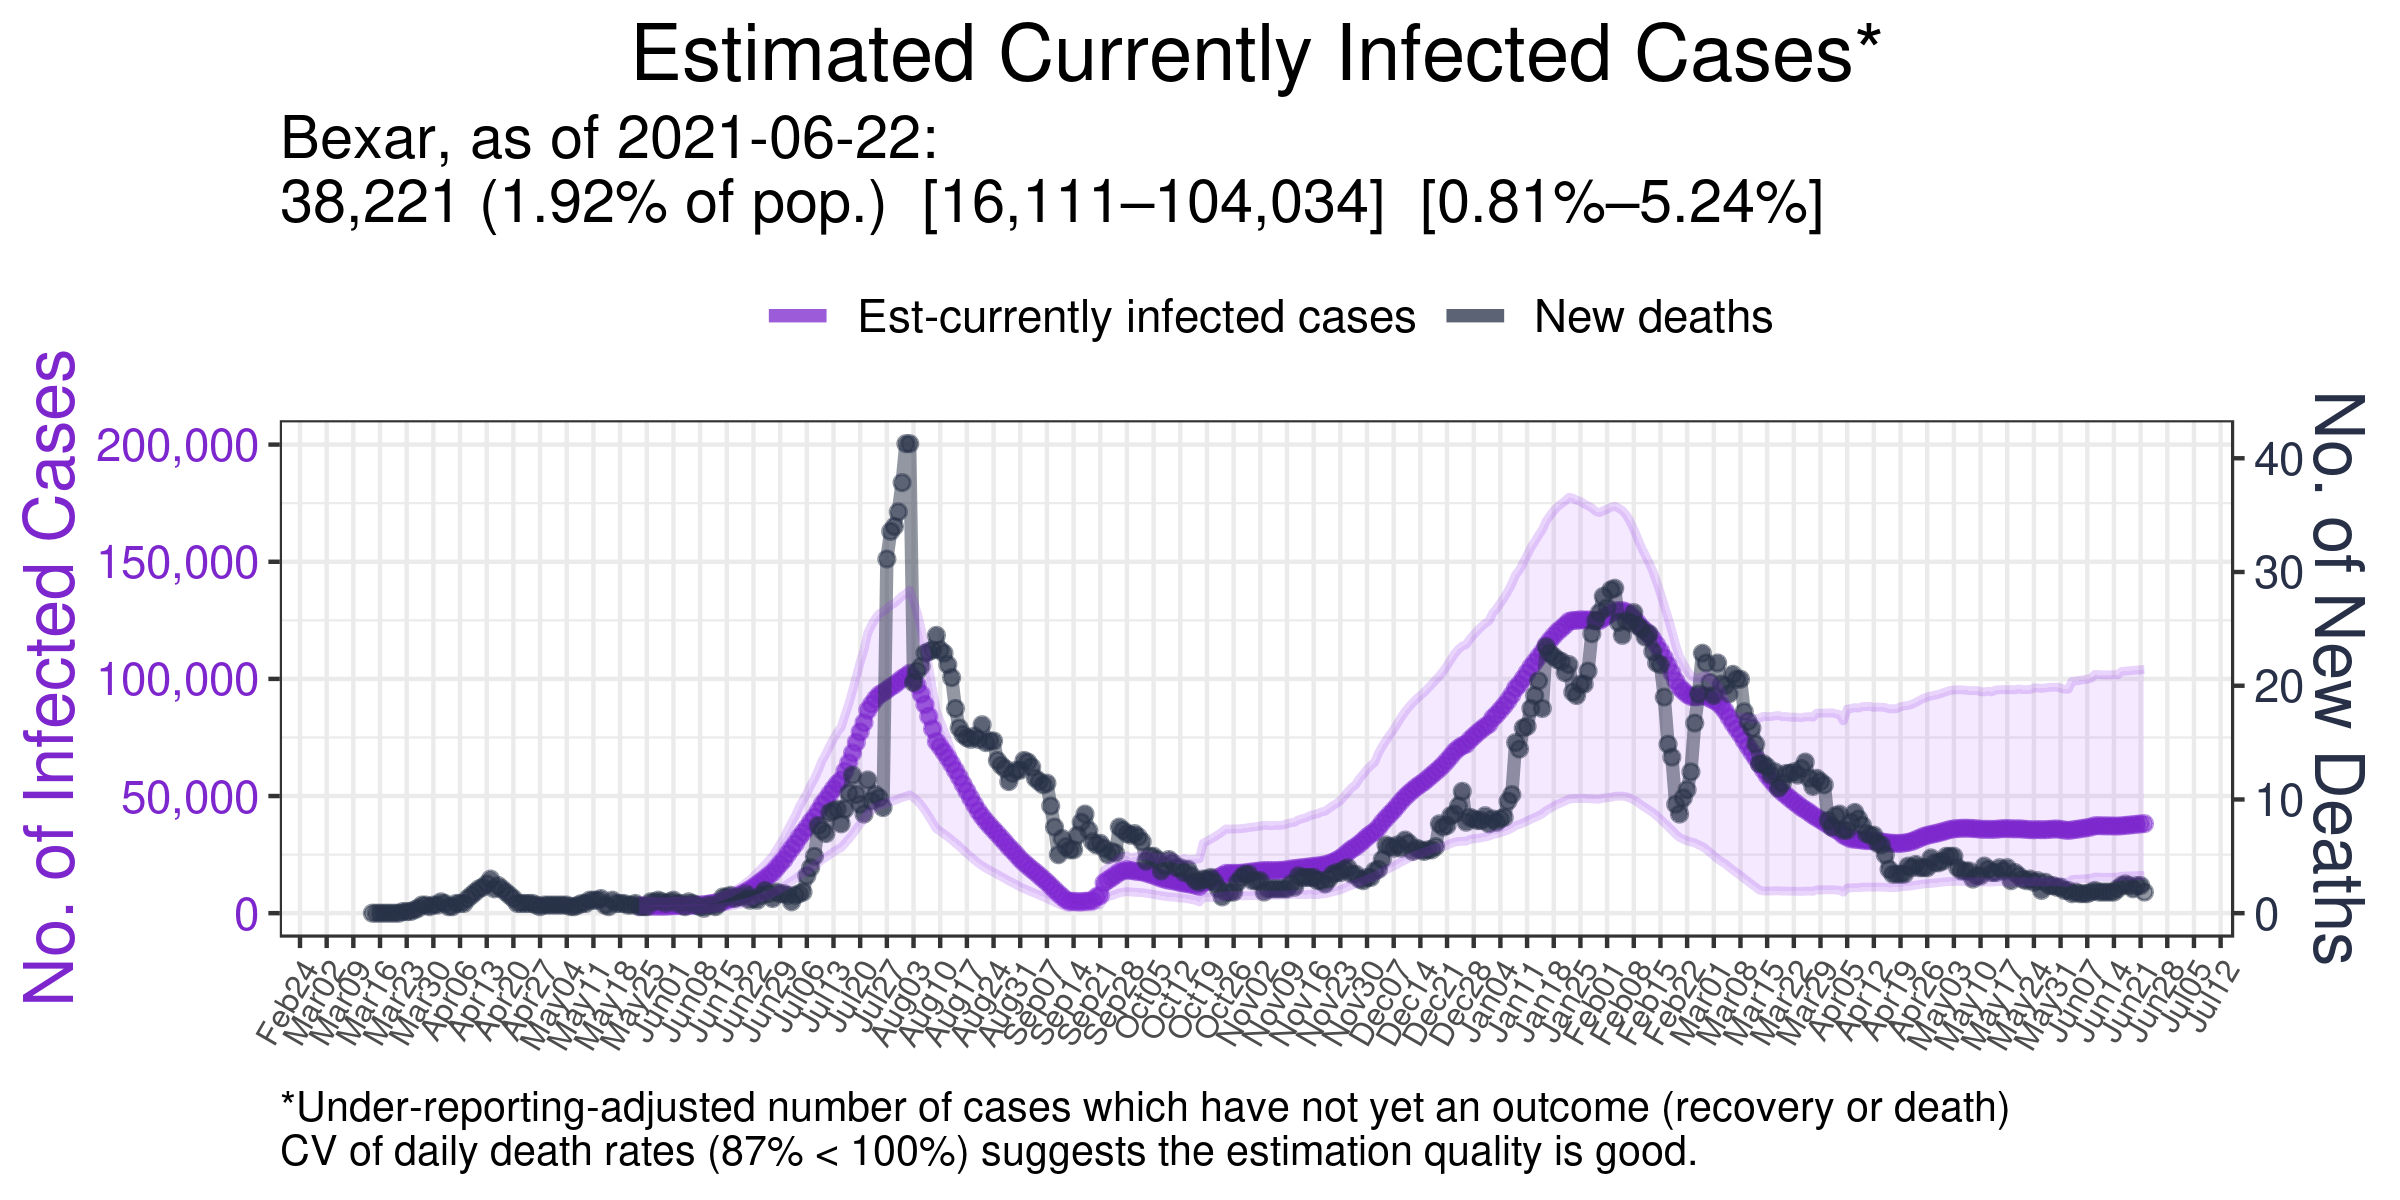 Estimated Currently Infected Cases*
Bexar, as of 2021-06-22:
38,221 (1.92% of pop.)  [16,111–104,034]  [0.81%–5.24%]
Est-currently infected cases
New deaths
No. of Infected Cases
200,000
150,000
100,000
50,000
0
40
30
20
10
0
No. of New Deaths
Feb24
Mar02
Mar09
Mar16
Mar23
Mar30
Apr06
Apr13
Apr20
Apr27
May04
May11
May18
May25
Jun01
Jun08
Jun15
Jun22
Jun29
Jul06
Jul13
Jul20
Jul27
Aug03
Aug10
Aug17
Aug24
Aug31
Sep07
Sep14
Sep21
Sep28
Oct05
Oct12
Oct19
Oct26
Nov02
Nov09
Nov16
Nov23
Nov30
Dec07
Dec14
Dec21
Dec28
Jan04
Jan11
Jan18
Jan25
Feb01
Feb08
Feb15
Feb22
Mar01
Mar08
Mar15
Mar22
Mar29
Apr05
Apr12
Apr19
Apr26
May03
May10
May17
May24
May31
Jun07
Jun14
Jun21
Jun28
Jul05
Jul12
*Under-reporting-adjusted number of cases which have not yet an outcome (recovery or death)
CV of daily death rates (87% < 100%) suggests the estimation quality is good.